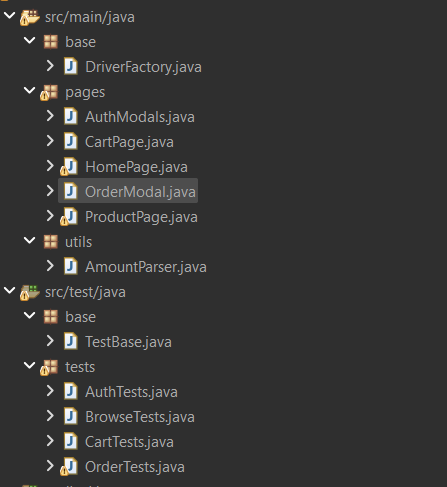 src/main/java
base
DriverFactory.java
pages
AuthModals.java
CartPage.java
HomePage.java
OrderModal.java
ProductPage.java
utils
AmountParser.java
src/test/java
base
TestBase.java
tests
AuthTests.java
BrowseTests.java
CartTests.java
OrderTests.java